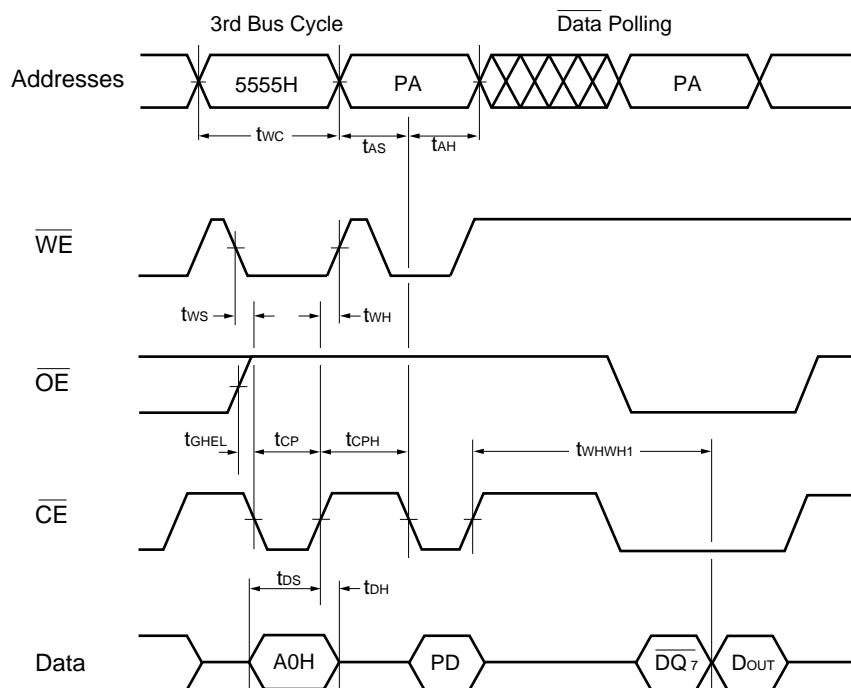 3rd Bus Cycle Data Polling
Addresses 5555H PA PA
tWC tAS tAH
WE
tWS tWH
OE
tGHEL tCP tCPH tWHWH1
CE
tDS tDH
Data A0H PD DQ7 DOUT